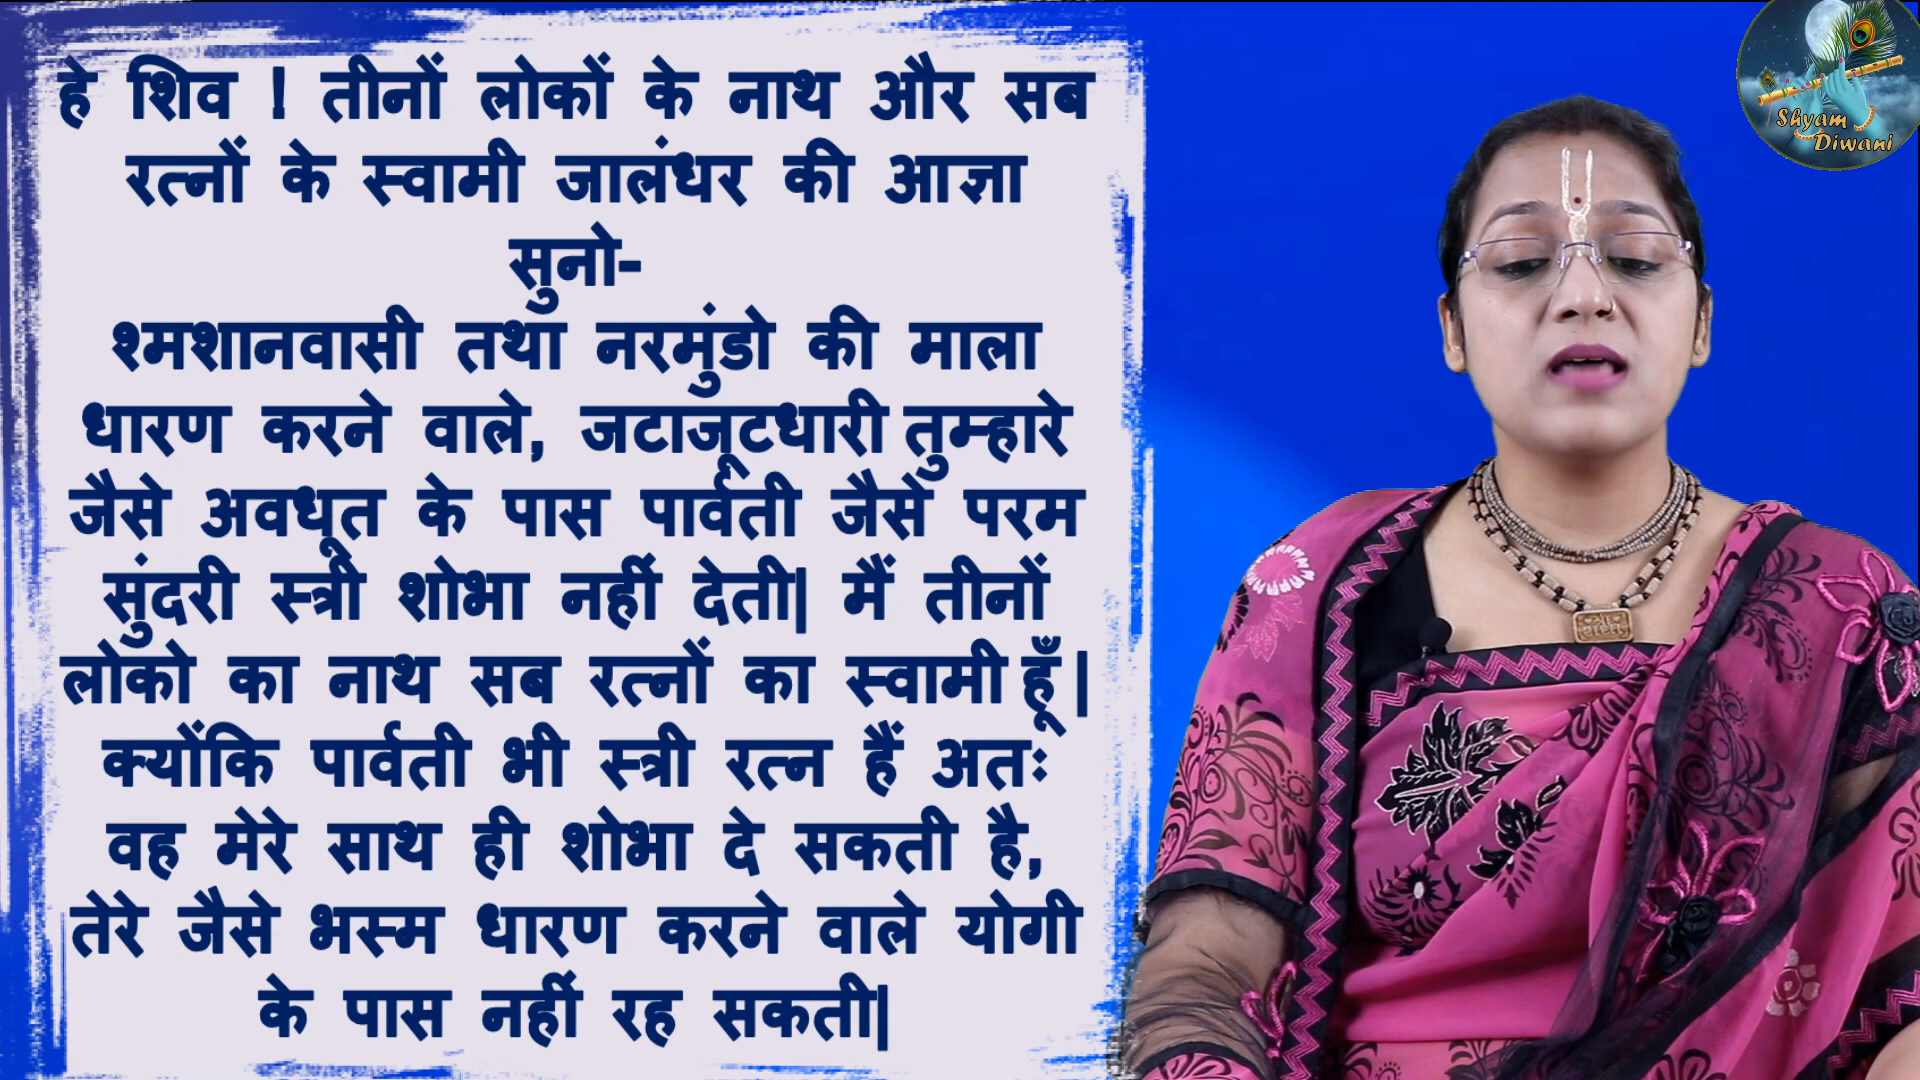 हे शिव ! तीनों लोकों के नाथ और सब
रत्नों के स्वामी जालंधर की आज्ञा
सुनो-
श्मशानवासी तथा नरमुंडो की माला
धारण करने वाले, जटाजूटधारी तुम्हारे
जैसे अवधूत के पास पार्वती जैसे परम
सुंदरी स्त्री शोभा नहीं देती| मैं तीनों
लोको का नाथ सब रत्नों का स्वामी हूँ |
क्योंकि पार्वती भी स्त्री रत्न हैं अतः
वह मेरे साथ ही शोभा दे सकती है,
तेरे जैसे भस्म धारण करने वाले योगी
के पास नहीं रह सकती|
Shyam
Diwani